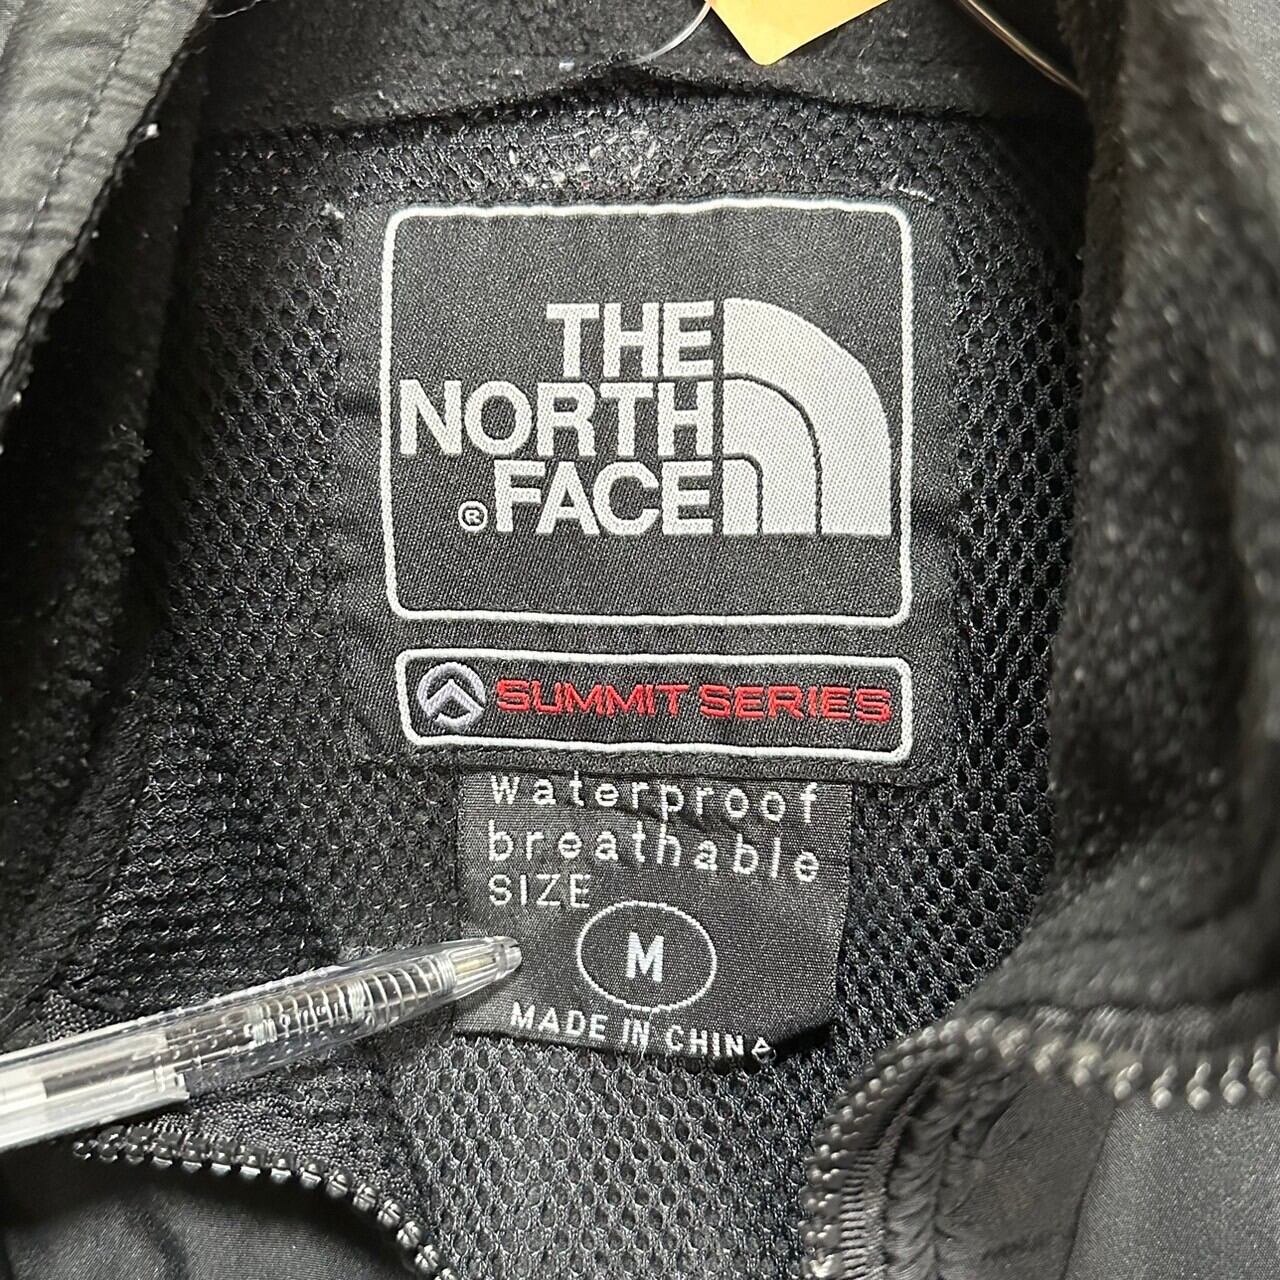 THE
NORTH
®FACE
SUMMIT SERIES
waterproof
breathable
SIZE
M
MADE IN CHINA